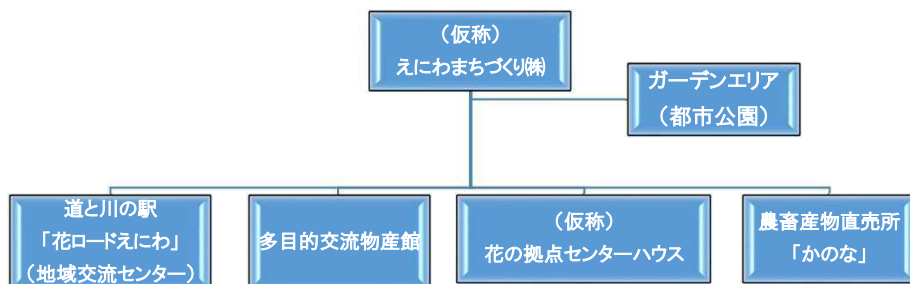 （仮称）
えにわまちづくり㈱
ガーデンエリア
（都市公園）
道と川の駅
「花ロードえにわ」
（地域交流センター）
多目的交流物産館
（仮称）
花の拠点センターハウス
農畜産物直売所
「かのな」